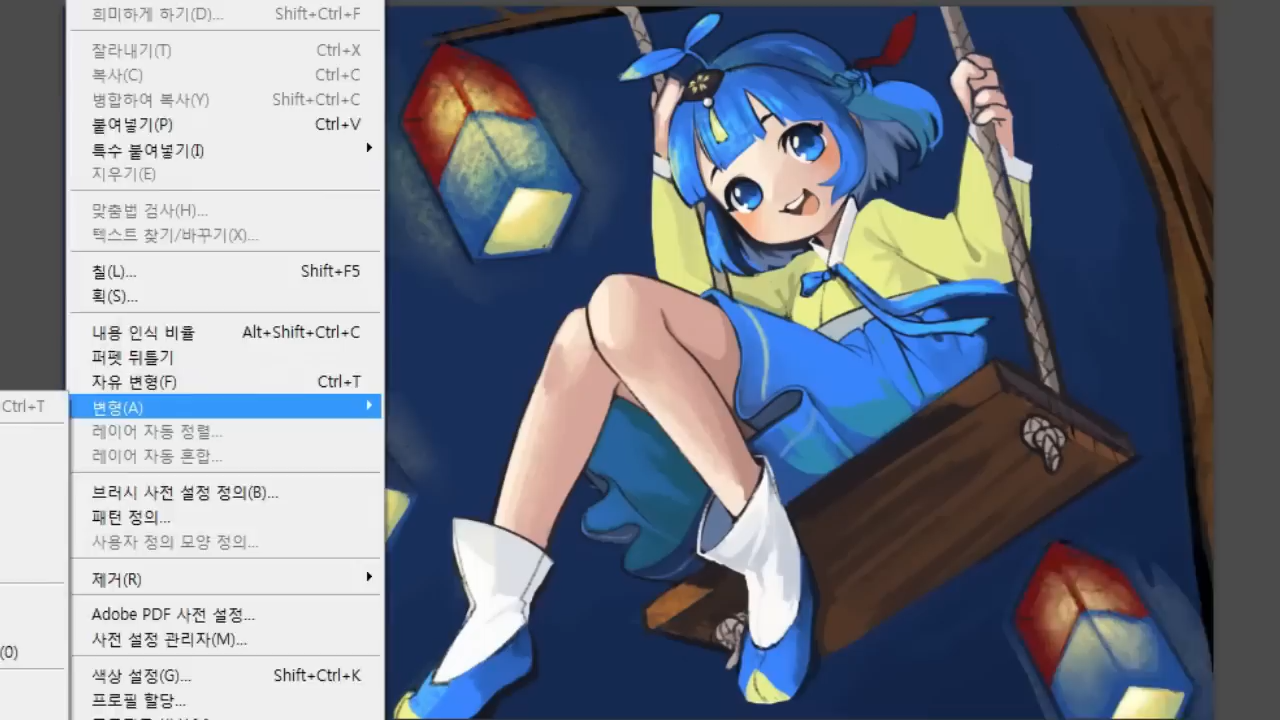 희미하게 하기(D)... Shift+Ctrl+F
잘라내기(T) Ctrl+X
복사(C) Ctrl+C
병합하여 복사(Y) Shift+Ctrl+C
붙여넣기(P) Ctrl+V
특수 붙여넣기(I)
지우기(E)
맞춤법 검사(H)...
텍스트 찾기/바꾸기(X)...
칠(L)... Shift+F5
획(S)...
내용 인식 비율 Alt+Shift+Ctrl+C
퍼펫 뒤틀기
자유 변형(F) Ctrl+T
Ctrl+T 변형(A)
레이어 자동 정렬...
레이어 자동 혼합...
브러시 사전 설정 정의(B)...
패턴 정의...
사용자 정의 모양 정의...
제거(R)
Adobe PDF 사전 설정...
사전 설정 관리자(M)...
(0)
색상 설정(G)... Shift+Ctrl+K
프로필 할당...